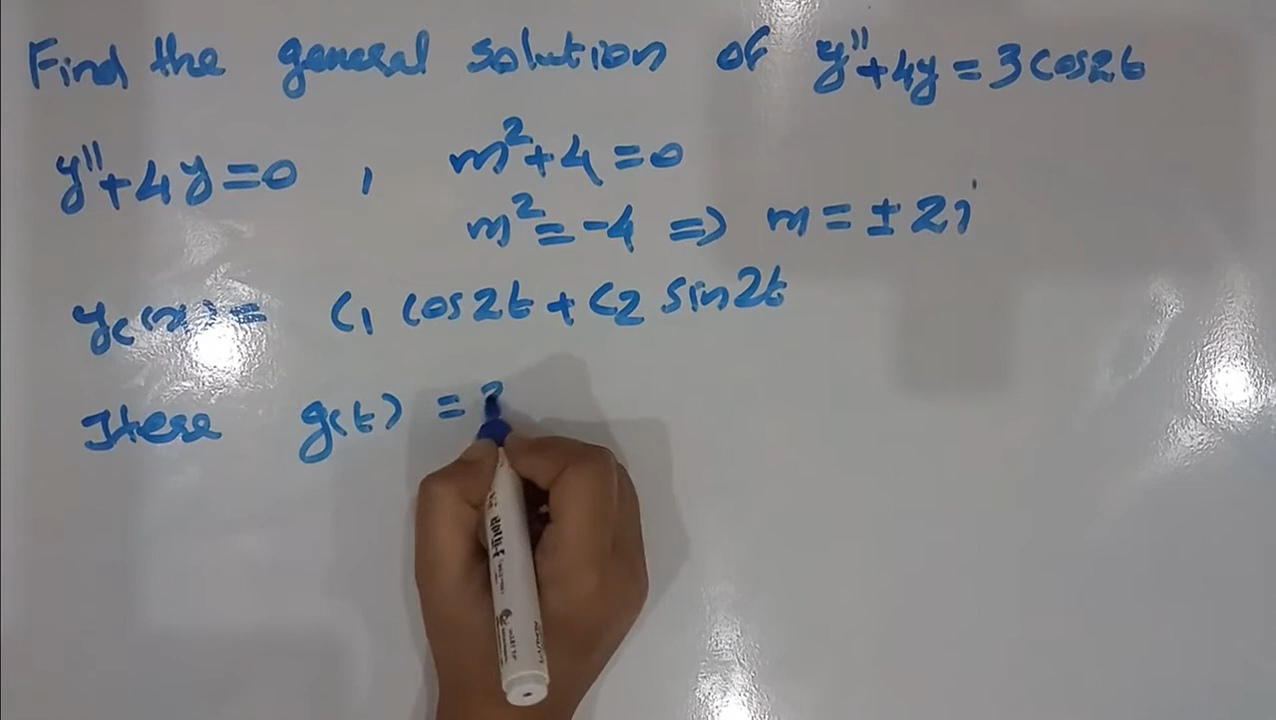 Find the general solution of y''+4y=3cos2t
y''+4y=0 , m²+4=0
m²=-4 => m=±2i
yc(x)= C1 cos2t+C2 sin2t
Here g(t) = 3